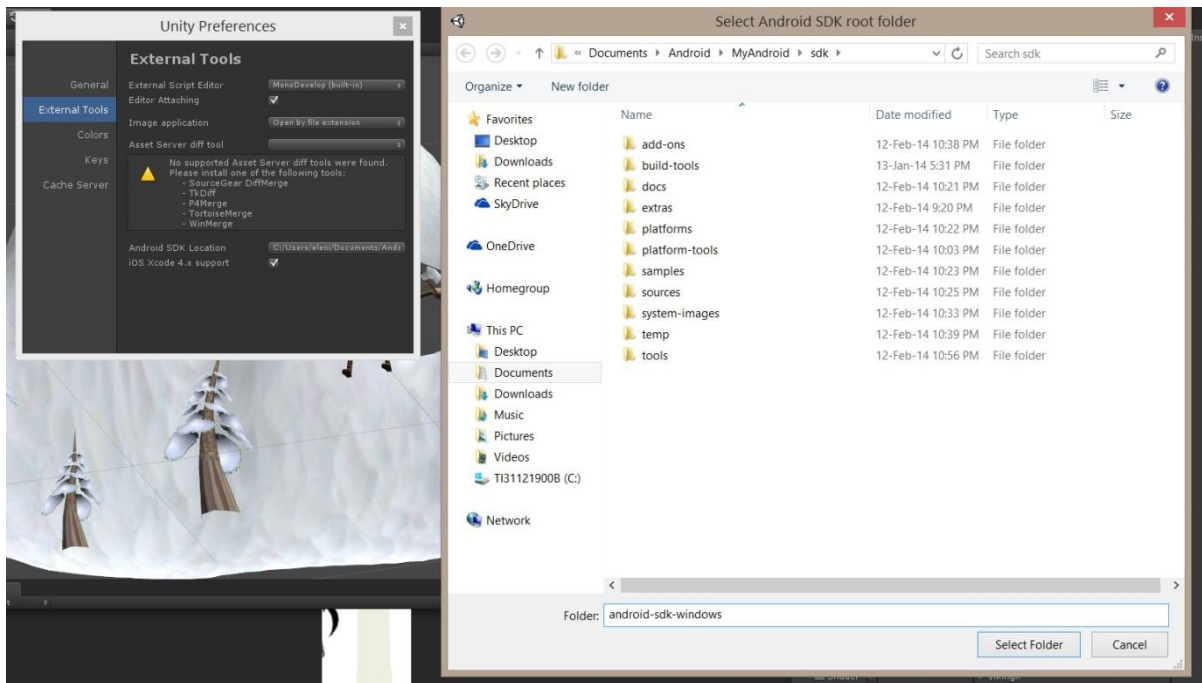 Unity Preferences
External Tools
General
External Tools
Colors
Keys
Cache Server
External Script Editor
MonoDevelop (built-in)
Editor Attaching
Image application
Open by file extension
Asset Server diff tool
No supported Asset Server diff tools were found.
Please install one of the following tools:
- SourceGear DiffMerge
- TkDiff
- P4Merge
- TortoiseMerge
- WinMerge
Android SDK Location
C:/Users/eleni/Documents/Andr
iOS Xcode 4.x support
Select Android SDK root folder
« Documents Android MyAndroid sdk
Search sdk
Organize
New folder
Favorites
Desktop
Downloads
Recent places
SkyDrive
OneDrive
Homegroup
This PC
Desktop
Documents
Downloads
Music
Pictures
Videos
TI31121900B (C:)
Network
Name Date modified Type Size
add-ons 12-Feb-14 10:38 PM File folder
build-tools 13-Jan-14 5:31 PM File folder
docs 12-Feb-14 10:21 PM File folder
extras 12-Feb-14 9:20 PM File folder
platforms 12-Feb-14 10:22 PM File folder
platform-tools 12-Feb-14 10:03 PM File folder
samples 12-Feb-14 10:23 PM File folder
sources 12-Feb-14 10:25 PM File folder
system-images 12-Feb-14 10:33 PM File folder
temp 12-Feb-14 10:39 PM File folder
tools 12-Feb-14 10:56 PM File folder
Folder: android-sdk-windows
Select Folder
Cancel